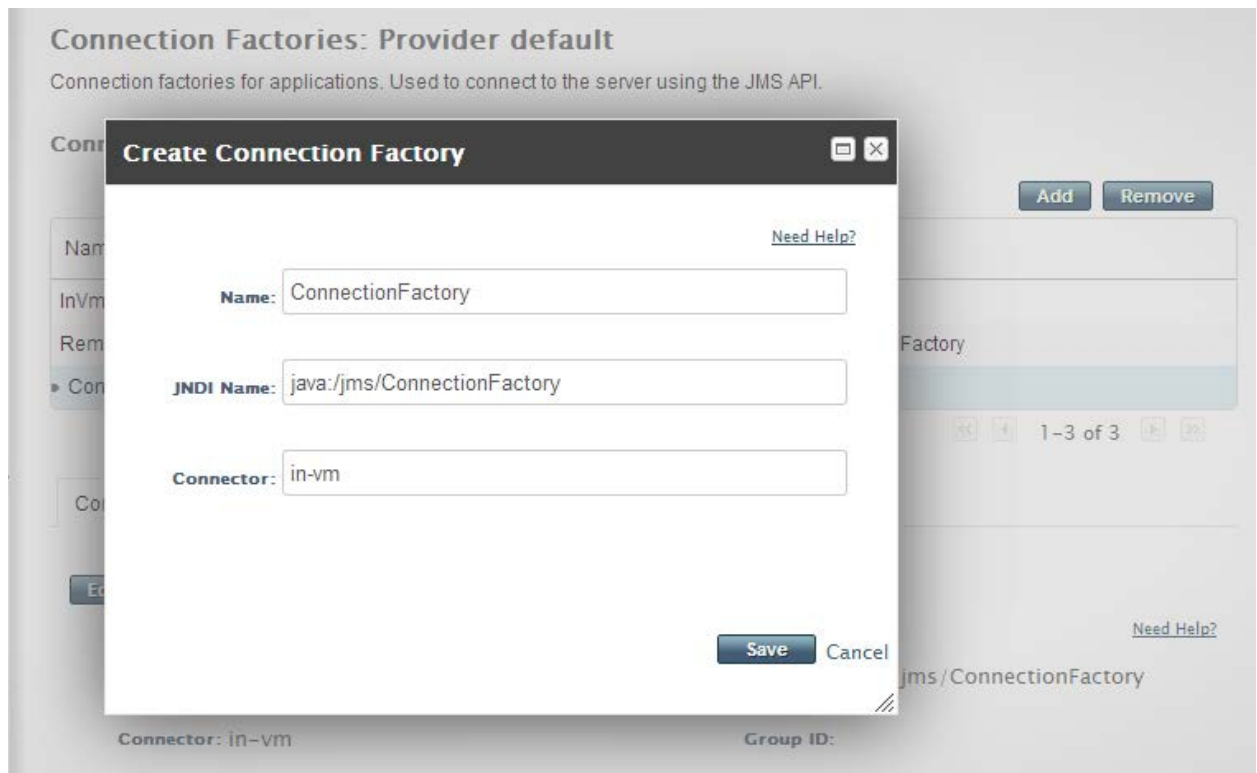 Connection Factories: Provider default
Connection factories for applications. Used to connect to the server using the JMS API.
Conn
Create Connection Factory
Add Remove
Need Help?
Nam
Name: ConnectionFactory
InVm
Rem
Factory
JNDI Name: java:/jms/ConnectionFactory
Con
1-3 of 3
Connector: in-vm
Co
Ed
Need Help?
Save Cancel
jms/ConnectionFactory
Connector: in-vm Group ID: